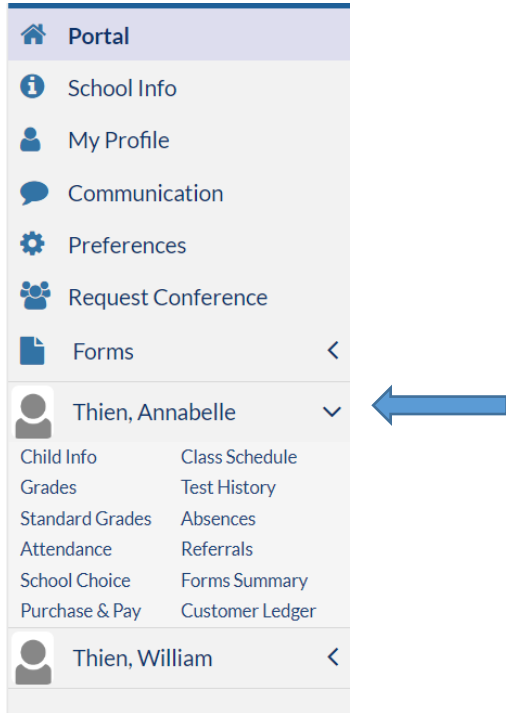 Portal
School Info
My Profile
Communication
Preferences
Request Conference
Forms
Thien, Annabelle
Child Info Class Schedule
Grades Test History
Standard Grades Absences
Attendance Referrals
School Choice Forms Summary
Purchase & Pay Customer Ledger
Thien, William